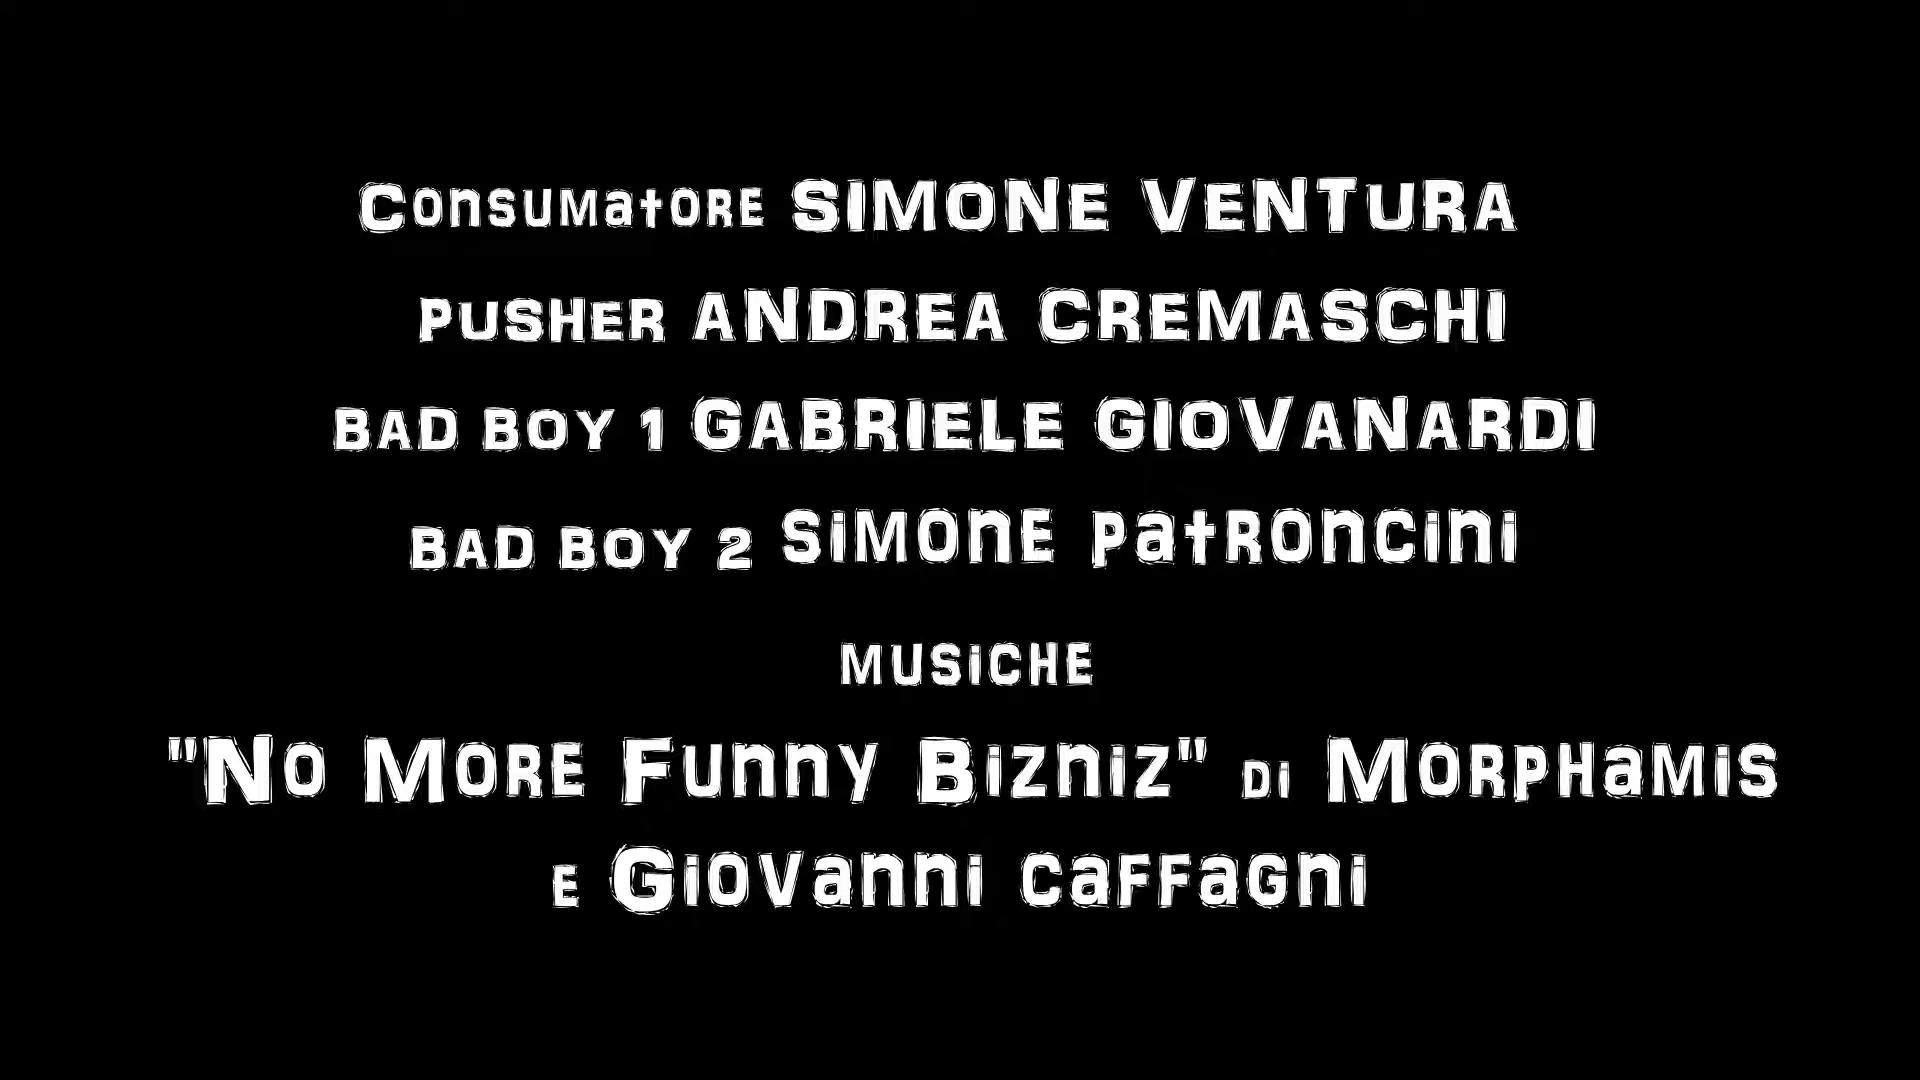 Consumatore SIMONE VENTURA
PUSHER ANDREA CREMASCHI
BAD BOY 1 GABRIELE GIOVANARDI
BAD BOY 2 SiMONE PatRONCiNi
MUSiCHE
"No More Funny Bizniz" di Morphamis
e Giovanni caffagni